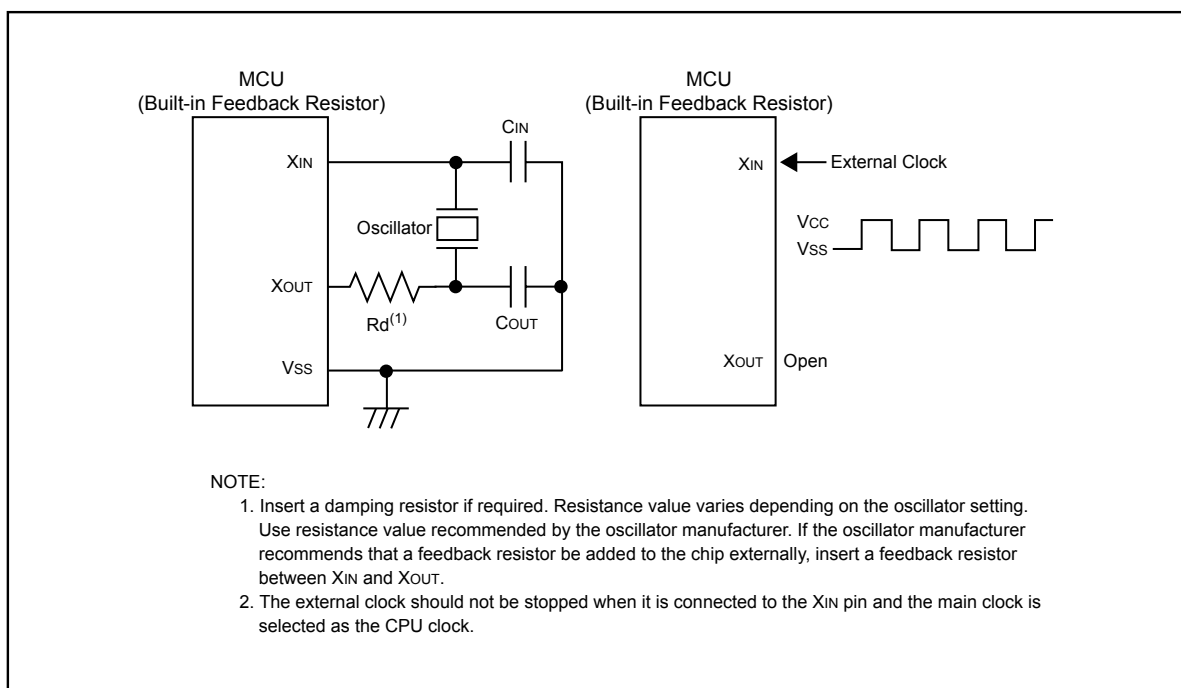 MCU
(Built-in Feedback Resistor)
CIN
XIN
Oscillator
XOUT
Rd(1)
COUT
VSS
MCU
(Built-in Feedback Resistor)
XIN
External Clock
VCC
VSS
XOUT
Open
NOTE:
1. Insert a damping resistor if required. Resistance value varies depending on the oscillator setting.
Use resistance value recommended by the oscillator manufacturer. If the oscillator manufacturer
recommends that a feedback resistor be added to the chip externally, insert a feedback resistor
between XIN and XOUT.
2. The external clock should not be stopped when it is connected to the XIN pin and the main clock is
selected as the CPU clock.